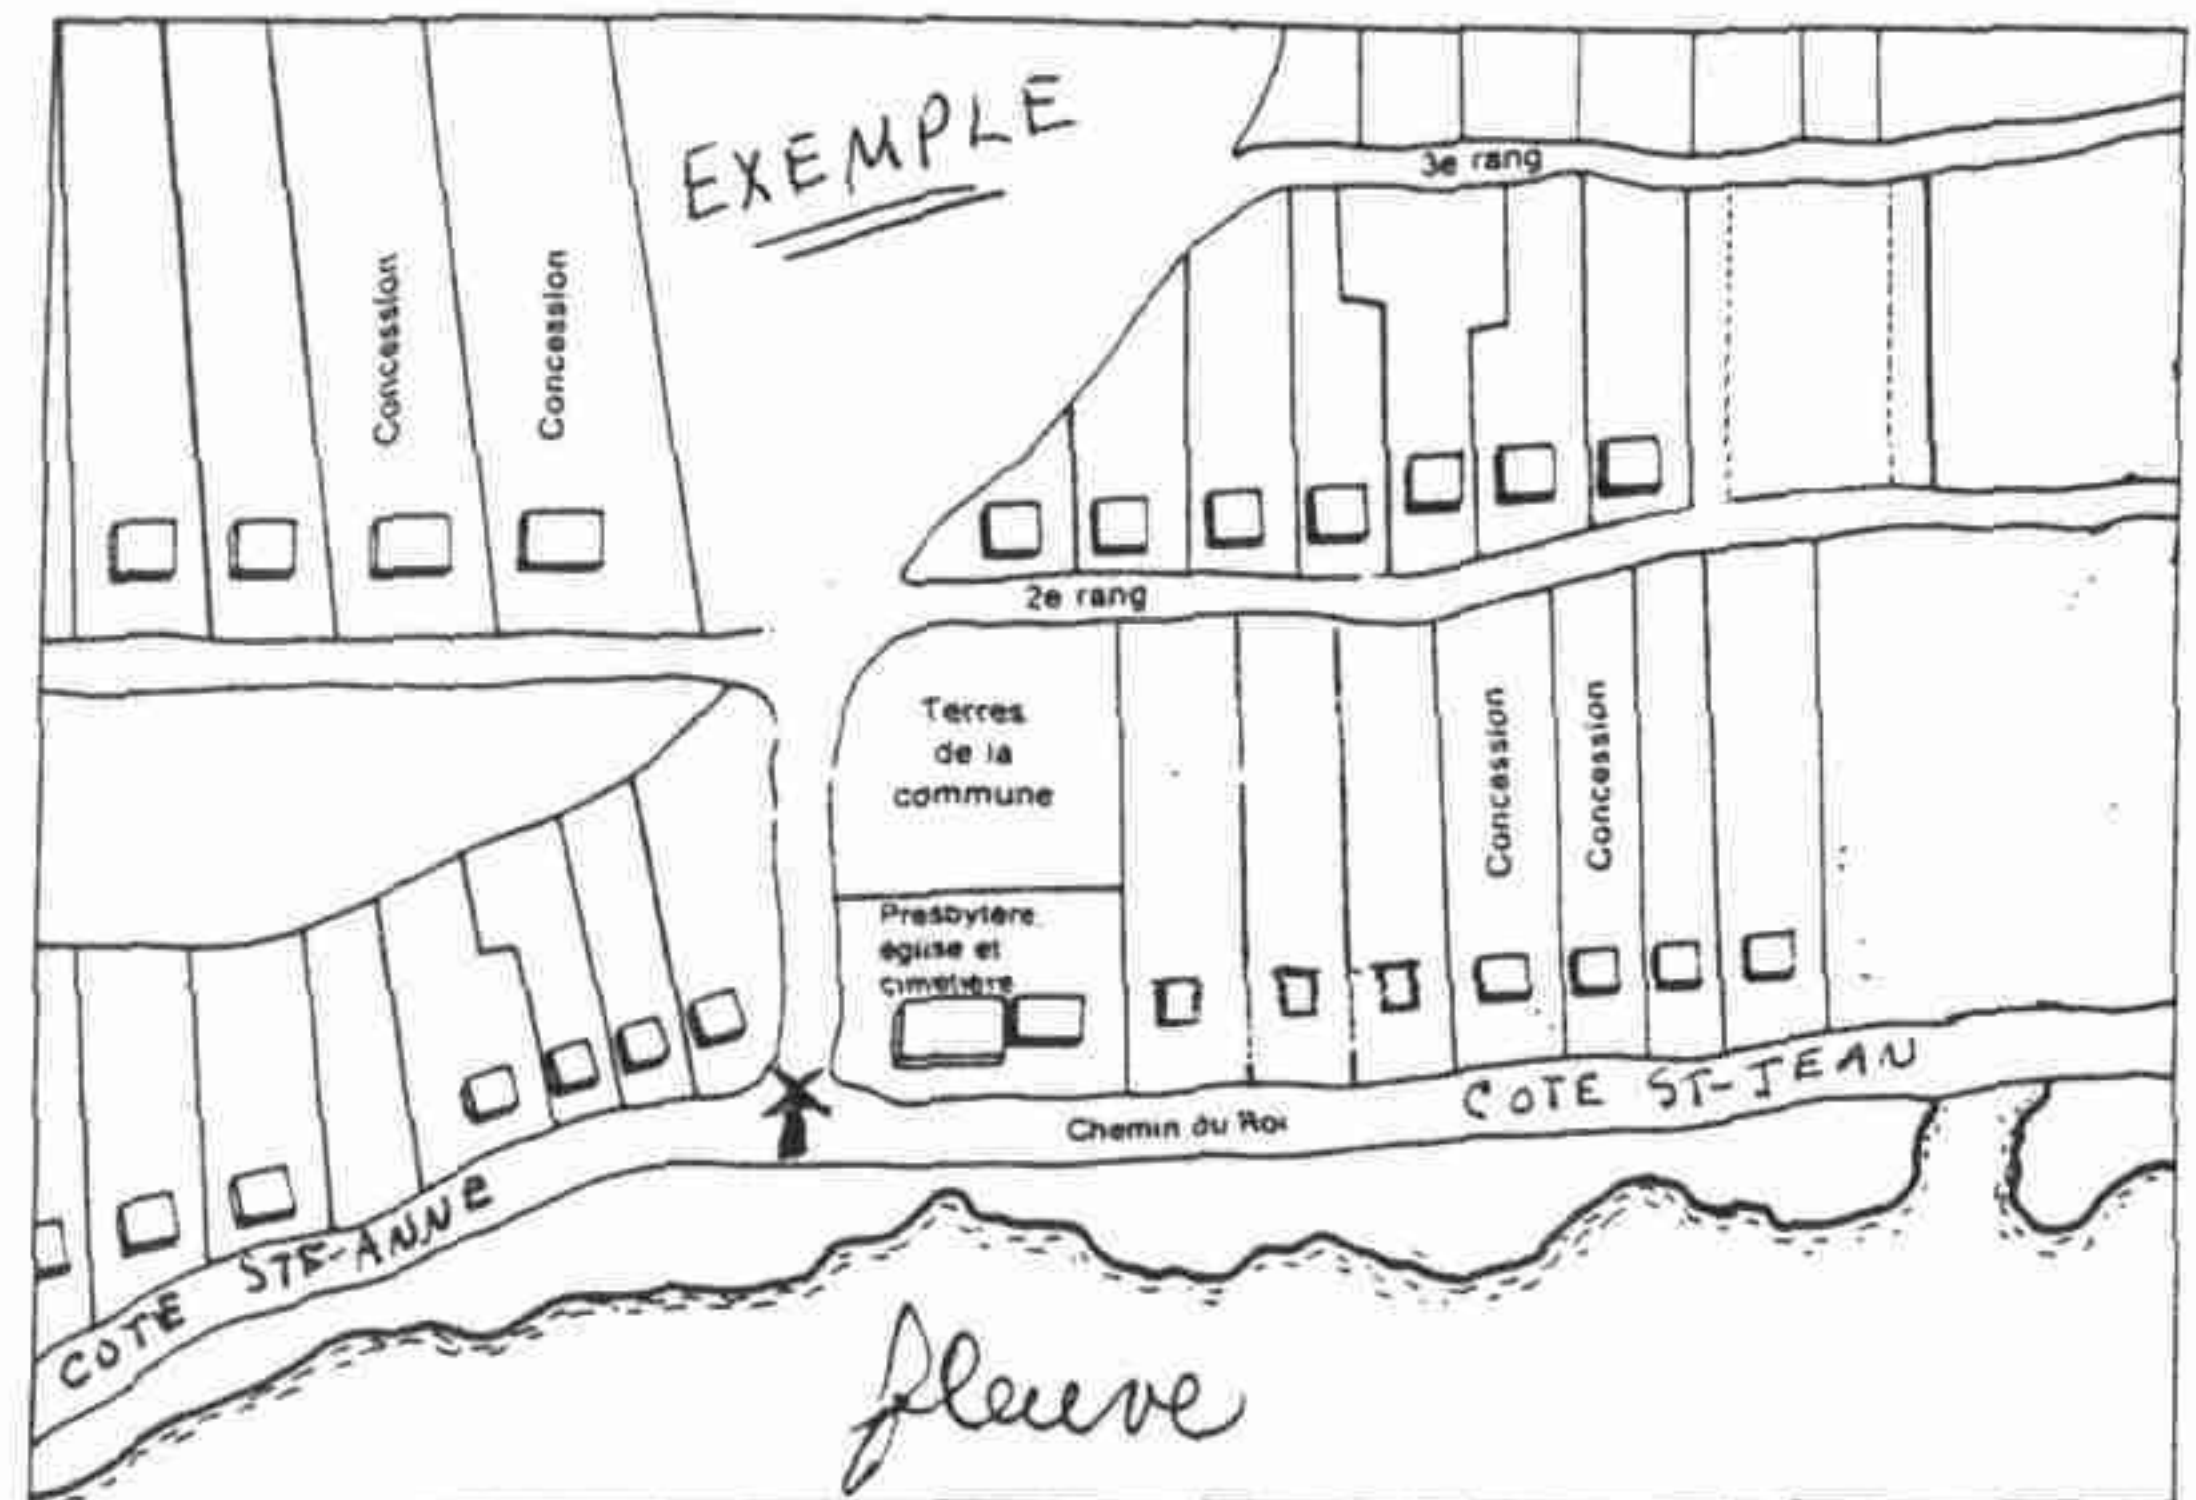 EXEMPLE
3e rang
Concession
Concession
2e rang
Terres
de la
commune
Concession
Concession
Presbytère,
église et
cimetière
Chemin du Roi
COTE ST-JEAN
COTE STE-ANNE
fleuve